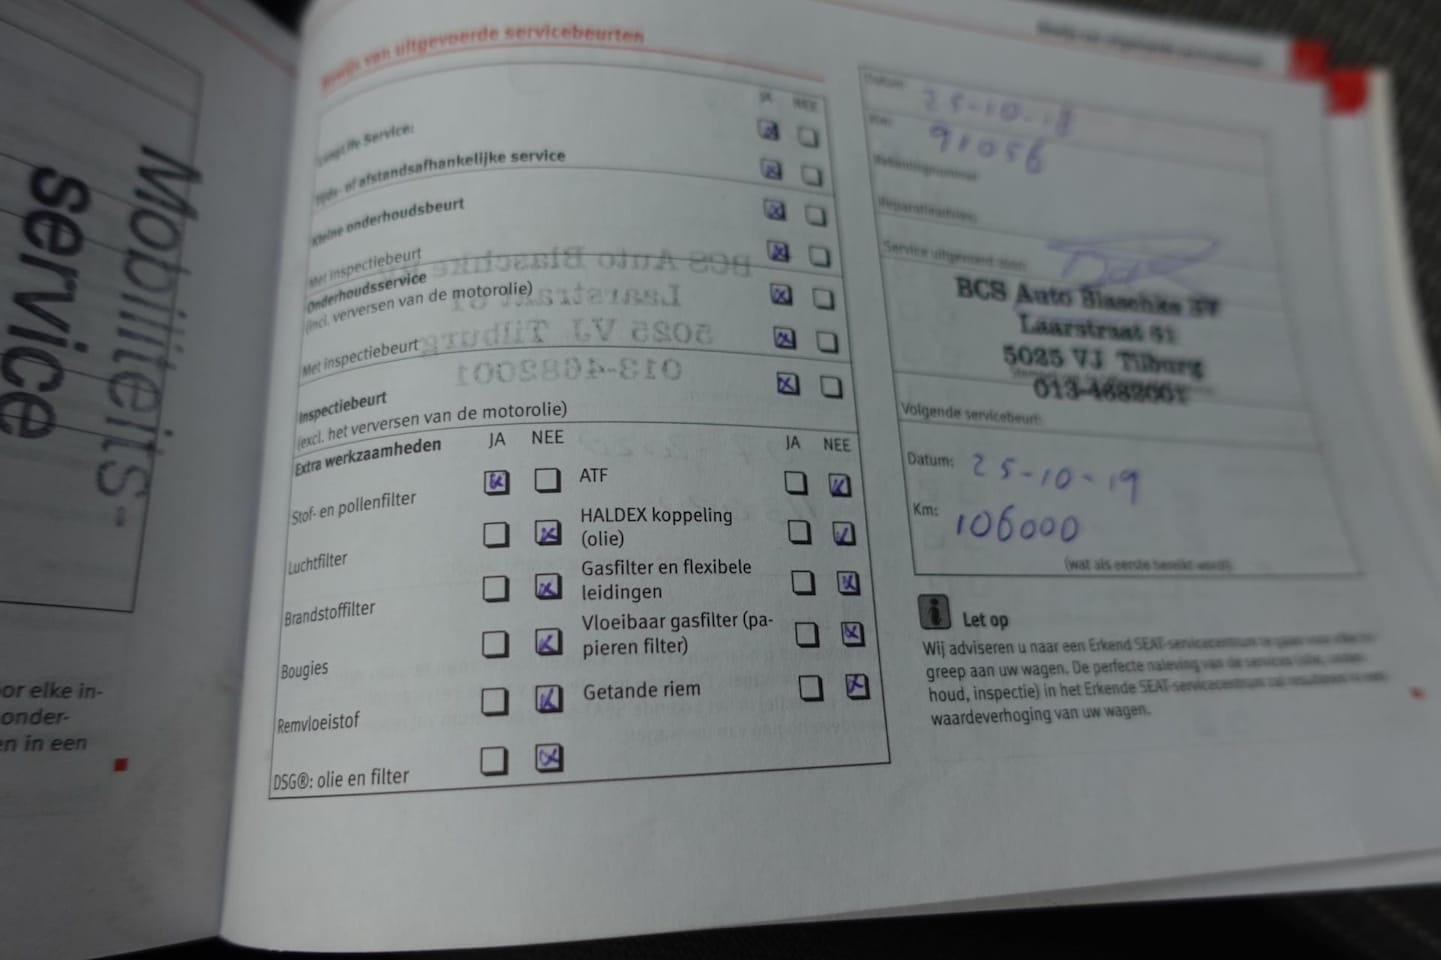 Mobiliteits-
service
oor elke in-
onder-
en in een
Bewijs van uitgevoerde servicebeurten
JA NEE
LongLife Service:
Tijds- of afstandsafhankelijke service
Kleine onderhoudsbeurt
Met inspectiebeurt
Onderhoudsservice
(incl. verversen van de motorolie)
Met inspectiebeurt
Inspectiebeurt
(excl. het verversen van de motorolie)
Extra werkzaamheden JA NEE JA NEE
Stof- en pollenfilter ATF
Luchtfilter HALDEX koppeling
(olie)
Brandstoffilter Gasfilter en flexibele
leidingen
Bougies Vloeibaar gasfilter (pa-
pieren filter)
Remvloeistof Getande riem
DSG®: olie en filter
Datum: 25-10-18
Km: 91056
Service uitgevoerd door:
BCS Auto Blaschke BV
Laarstraat 61
5025 VJ Tilburg
013-4682001
Volgende servicebeurt:
Datum: 25-10-19
Km: 106000
(wat als eerste bereikt wordt)
i Let op
Wij adviseren u naar een Erkend SEAT-servicecentrum te gaan voor elke in-
greep aan uw wagen. De perfecte naleving van de services (olie, onder-
houd, inspectie) in het Erkende SEAT-servicecentrum zal resulteren in een
waardeverhoging van uw wagen.